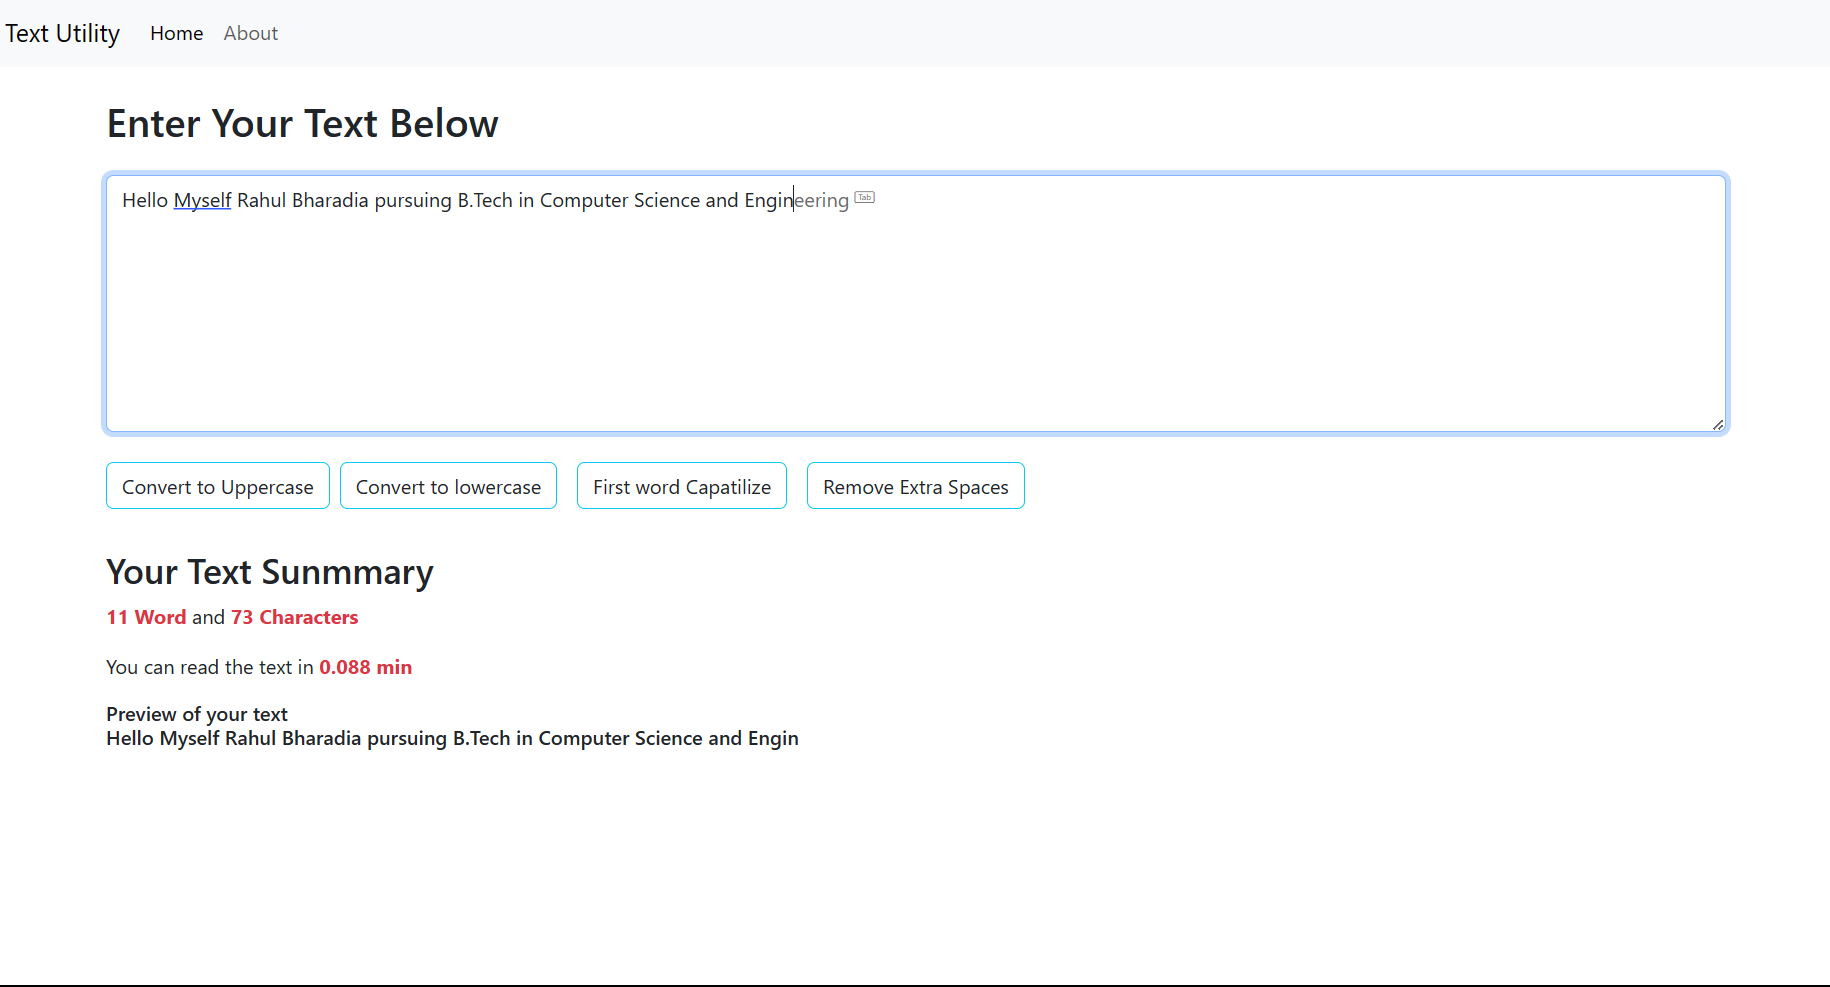 Text Utility Home About
Enter Your Text Below
Hello Myself Rahul Bharadia pursuing B.Tech in Computer Science and Engineering Tab
Convert to Uppercase Convert to lowercase First word Capatilize Remove Extra Spaces
Your Text Sunmmary
11 Word and 73 Characters
You can read the text in 0.088 min
Preview of your text
Hello Myself Rahul Bharadia pursuing B.Tech in Computer Science and Engin